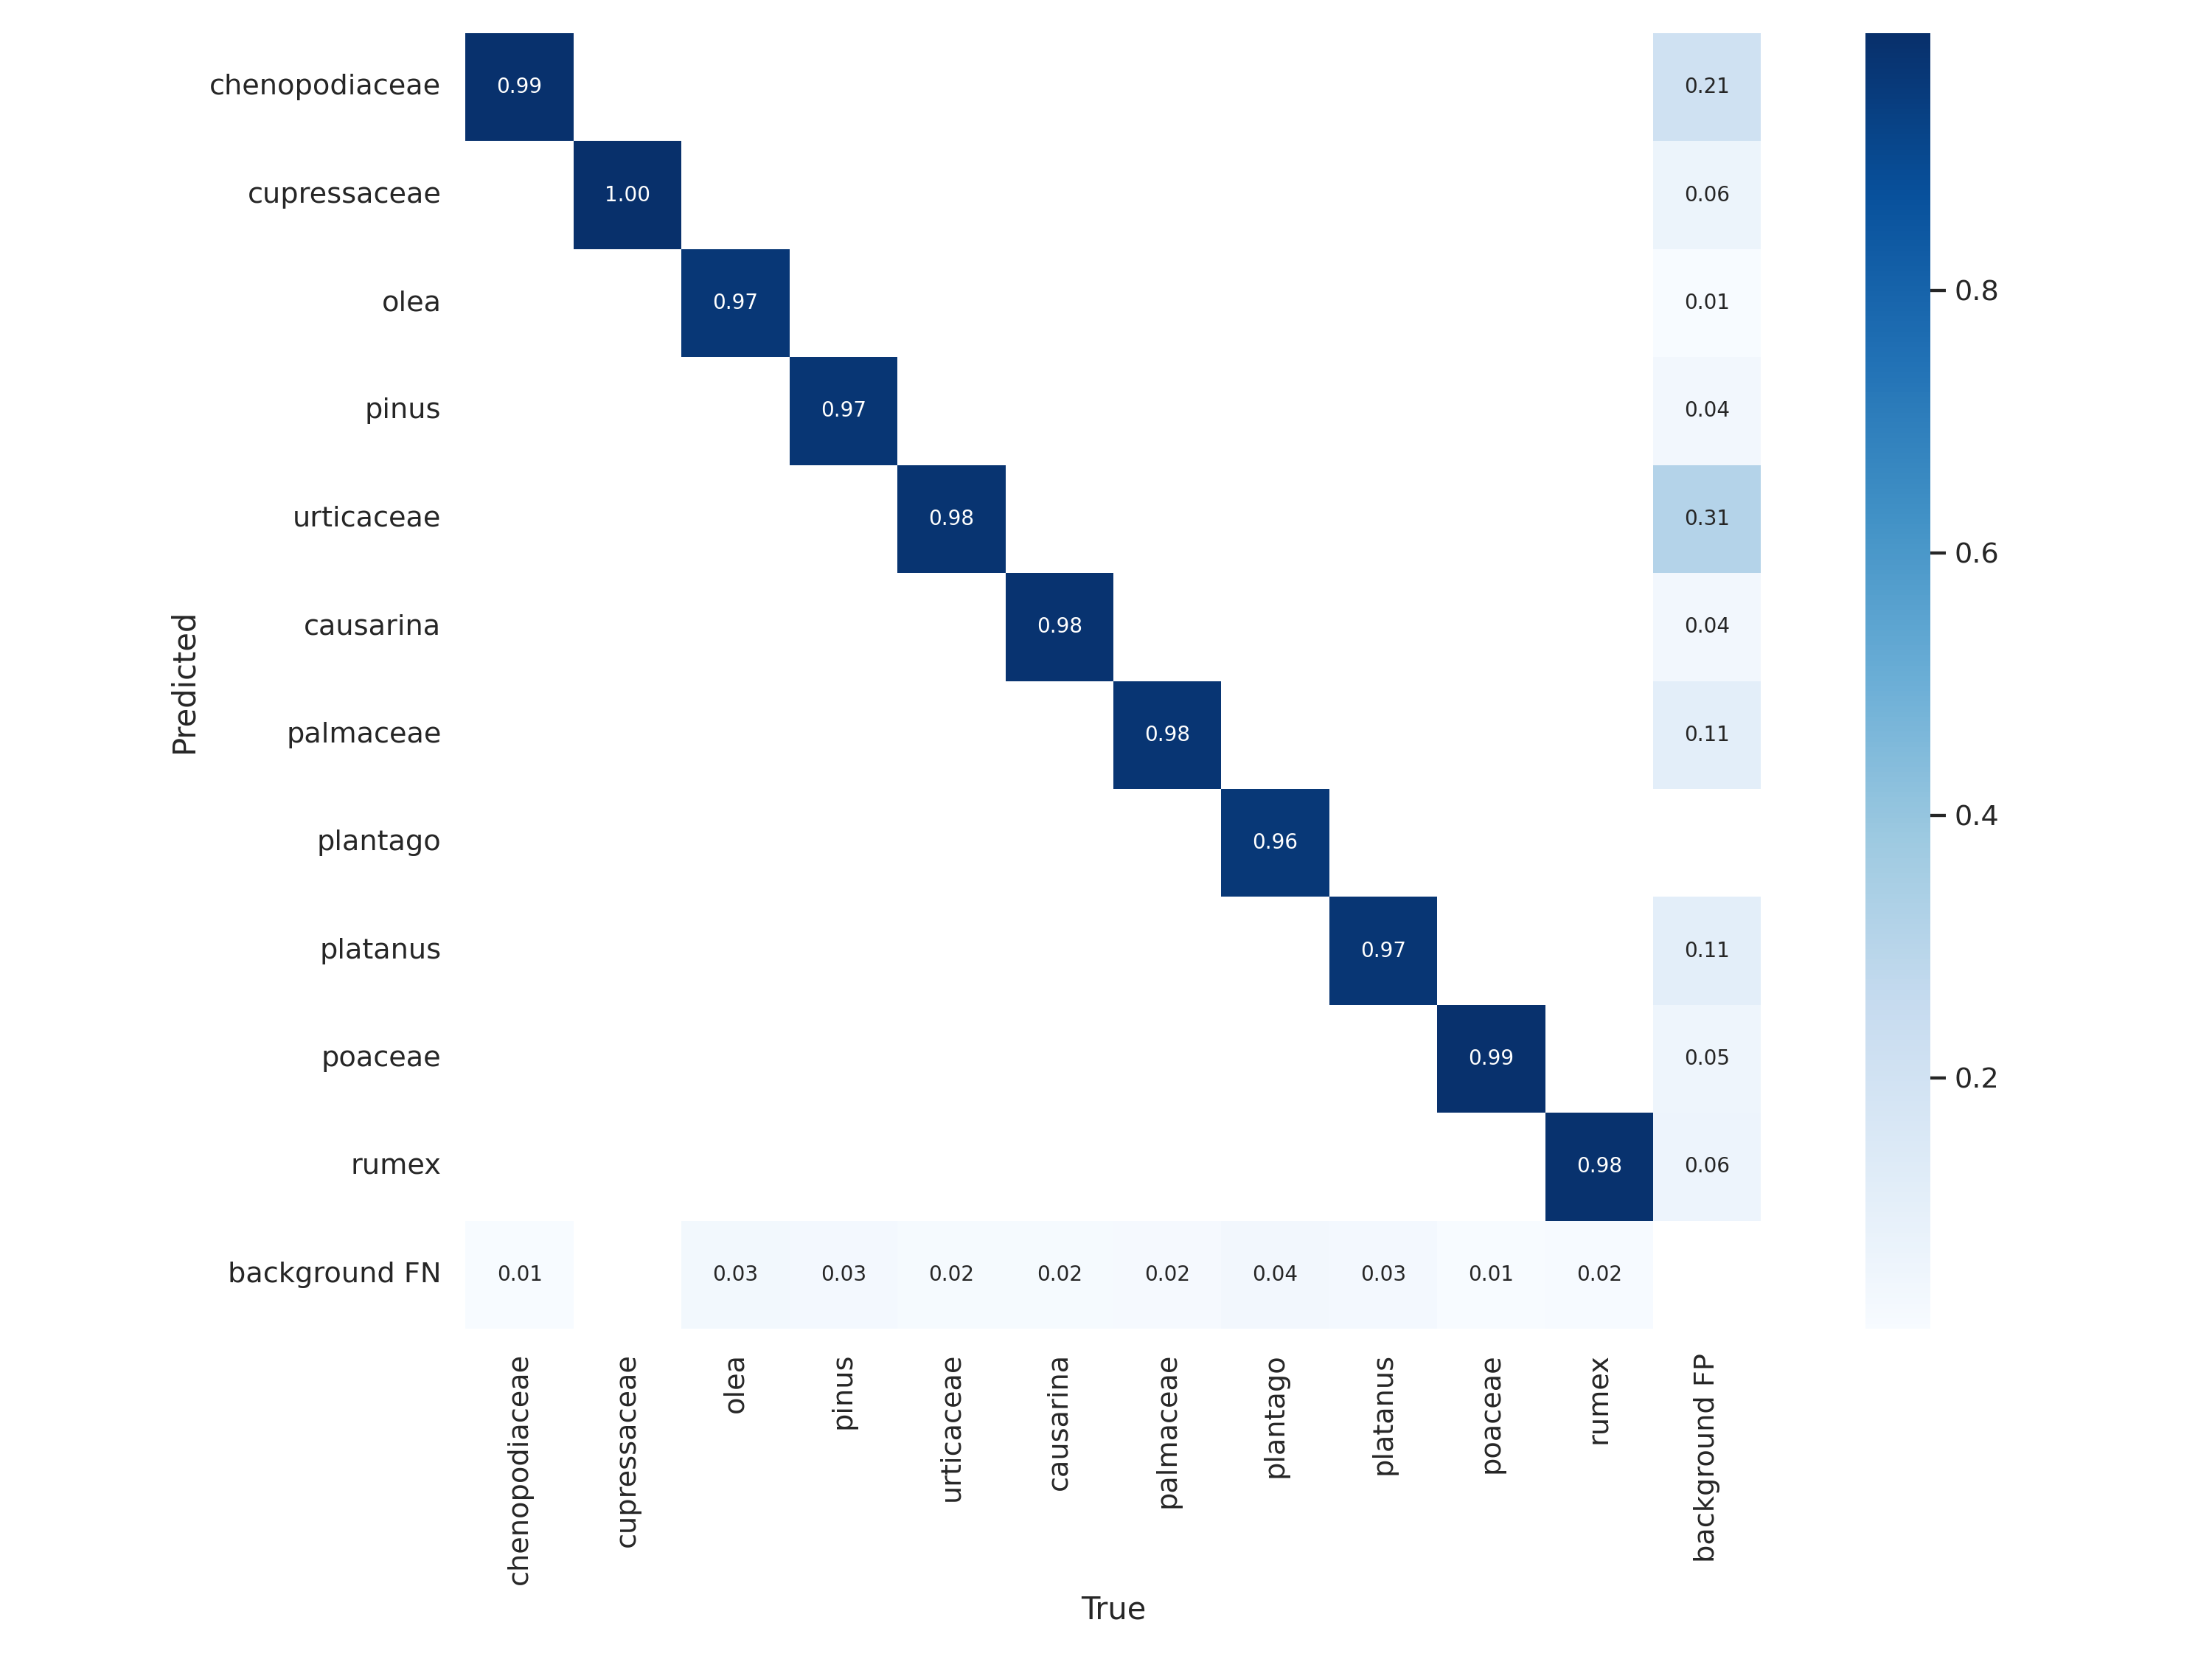 chenopodiaceae 0.99 0.21
cupressaceae 1.00 0.06
olea 0.97 0.01
0.8
pinus 0.97 0.04
urticaceae 0.98 0.31
0.6
causarina 0.98 0.04
Predicted
palmaceae 0.98 0.11
0.4
plantago 0.96
platanus 0.97 0.11
poaceae 0.99 0.05
0.2
rumex 0.98 0.06
background FN 0.01 0.03 0.03 0.02 0.02 0.02 0.04 0.03 0.01 0.02
chenopodiaceae
cupressaceae
olea
pinus
urticaceae
causarina
palmaceae
plantago
platanus
poaceae
rumex
background FP
True